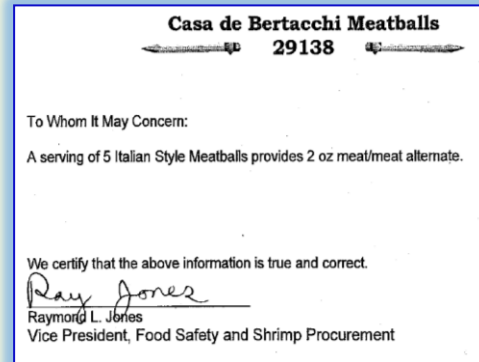 Casa de Bertacchi Meatballs
29138
To Whom It May Concern:
A serving of 5 Italian Style Meatballs provides 2 oz meat/meat alternate.
We certify that the above information is true and correct.
Ray Jones
Raymond L. Jones
Vice President, Food Safety and Shrimp Procurement